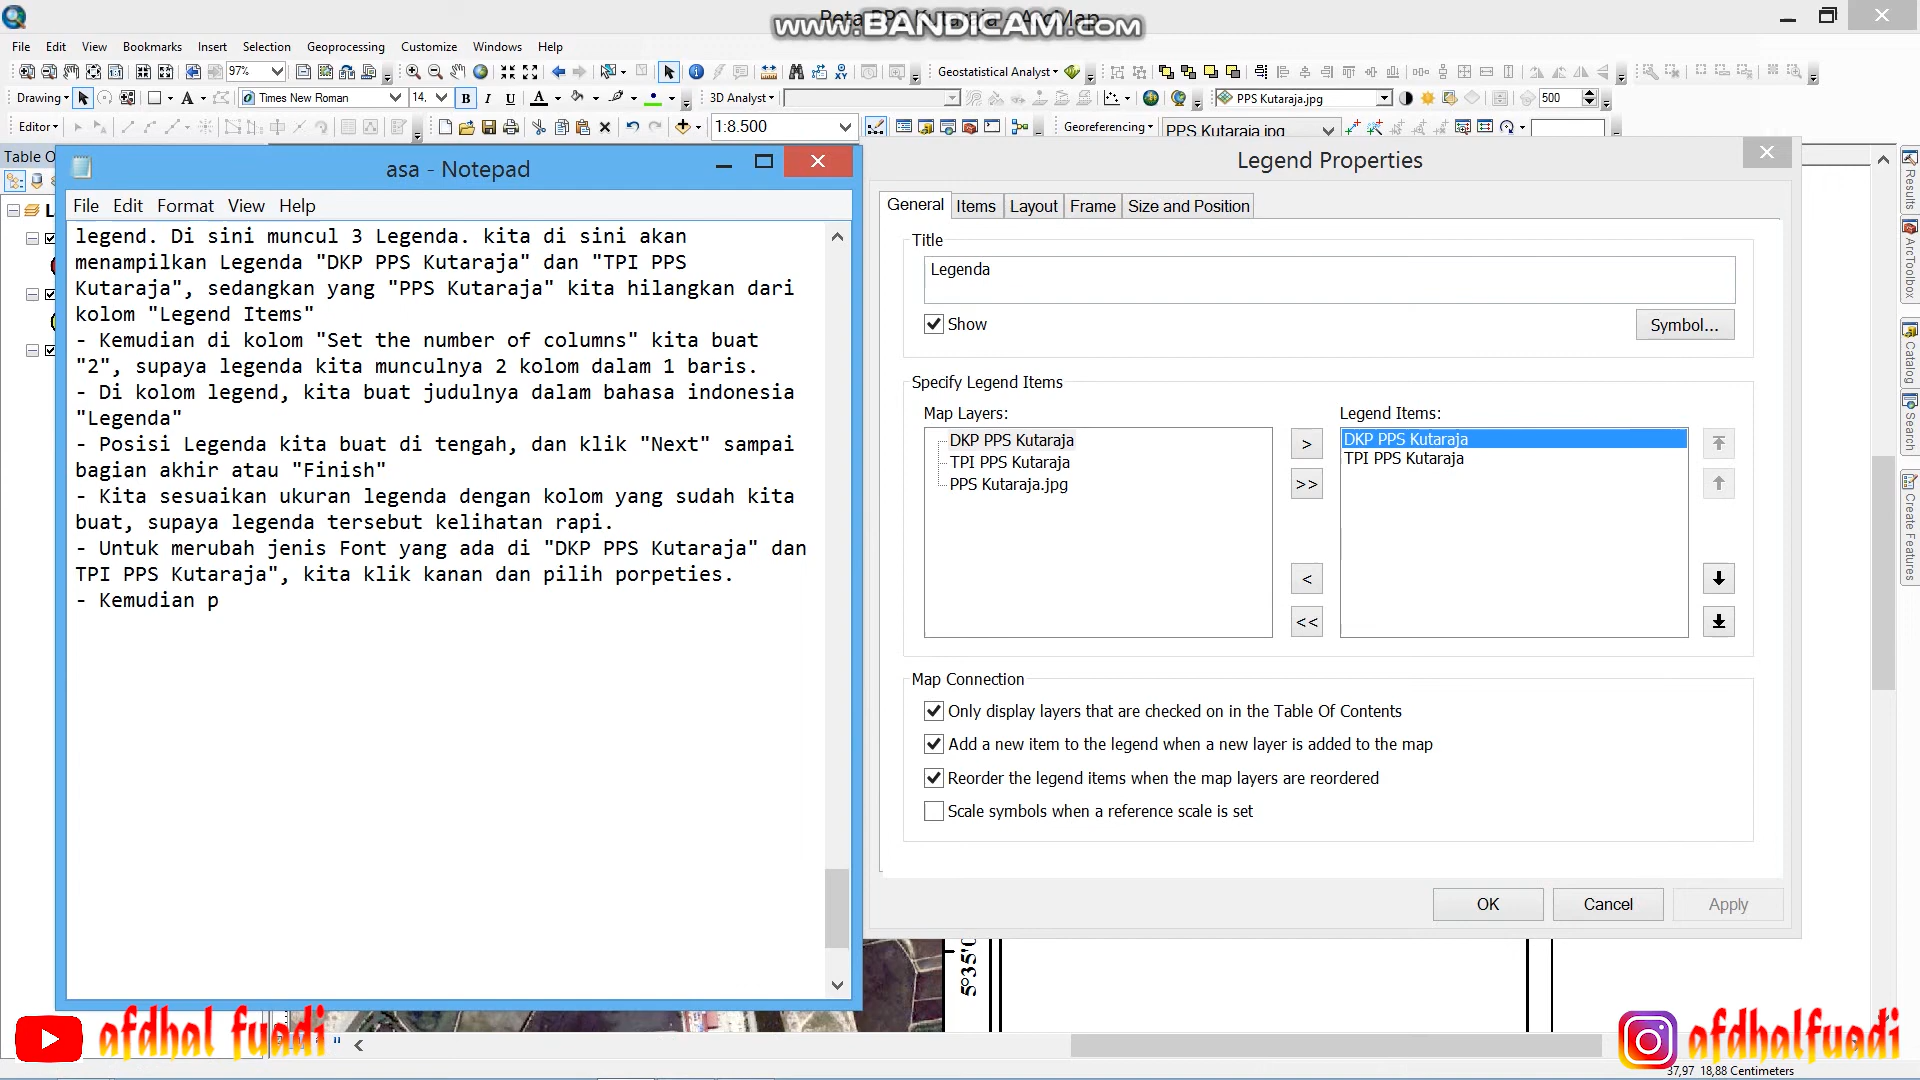 www.BANDICAM.com
File Edit View Bookmarks Insert Selection Geoprocessing Customize Windows Help
97%
Geostatistical Analyst
Drawing
Times New Roman
14.
B I U A
3D Analyst
PPS Kutaraja.jpg
500
Editor
1:8.500
Georeferencing
PPS Kutaraja.jpg
Table O
asa - Notepad
File Edit Format View Help
legend. Di sini muncul 3 Legenda. kita di sini akan
menampilkan Legenda "DKP PPS Kutaraja" dan "TPI PPS
Kutaraja", sedangkan yang "PPS Kutaraja" kita hilangkan dari
kolom "Legend Items"
- Kemudian di kolom "Set the number of columns" kita buat
"2", supaya legenda kita munculnya 2 kolom dalam 1 baris.
- Di kolom legend, kita buat judulnya dalam bahasa indonesia
"Legenda"
- Posisi Legenda kita buat di tengah, dan klik "Next" sampai
bagian akhir atau "Finish"
- Kita sesuaikan ukuran legenda dengan kolom yang sudah kita
buat, supaya legenda tersebut kelihatan rapi.
- Untuk merubah jenis Font yang ada di "DKP PPS Kutaraja" dan
TPI PPS Kutaraja", kita klik kanan dan pilih porpeties.
- Kemudian p
Legend Properties
General Items Layout Frame Size and Position
Title
Legenda
Show
Symbol...
Specify Legend Items
Map Layers:
DKP PPS Kutaraja
TPI PPS Kutaraja
PPS Kutaraja.jpg
>
>>
<
<<
Legend Items:
DKP PPS Kutaraja
TPI PPS Kutaraja
Map Connection
Only display layers that are checked on in the Table Of Contents
Add a new item to the legend when a new layer is added to the map
Reorder the legend items when the map layers are reordered
Scale symbols when a reference scale is set
OK Cancel Apply
Results
ArcToolbox
Catalog
Search
Create Features
5°35'0
afdhal fuadi
afdhalfuadi
37,97 18,88 Centimeters